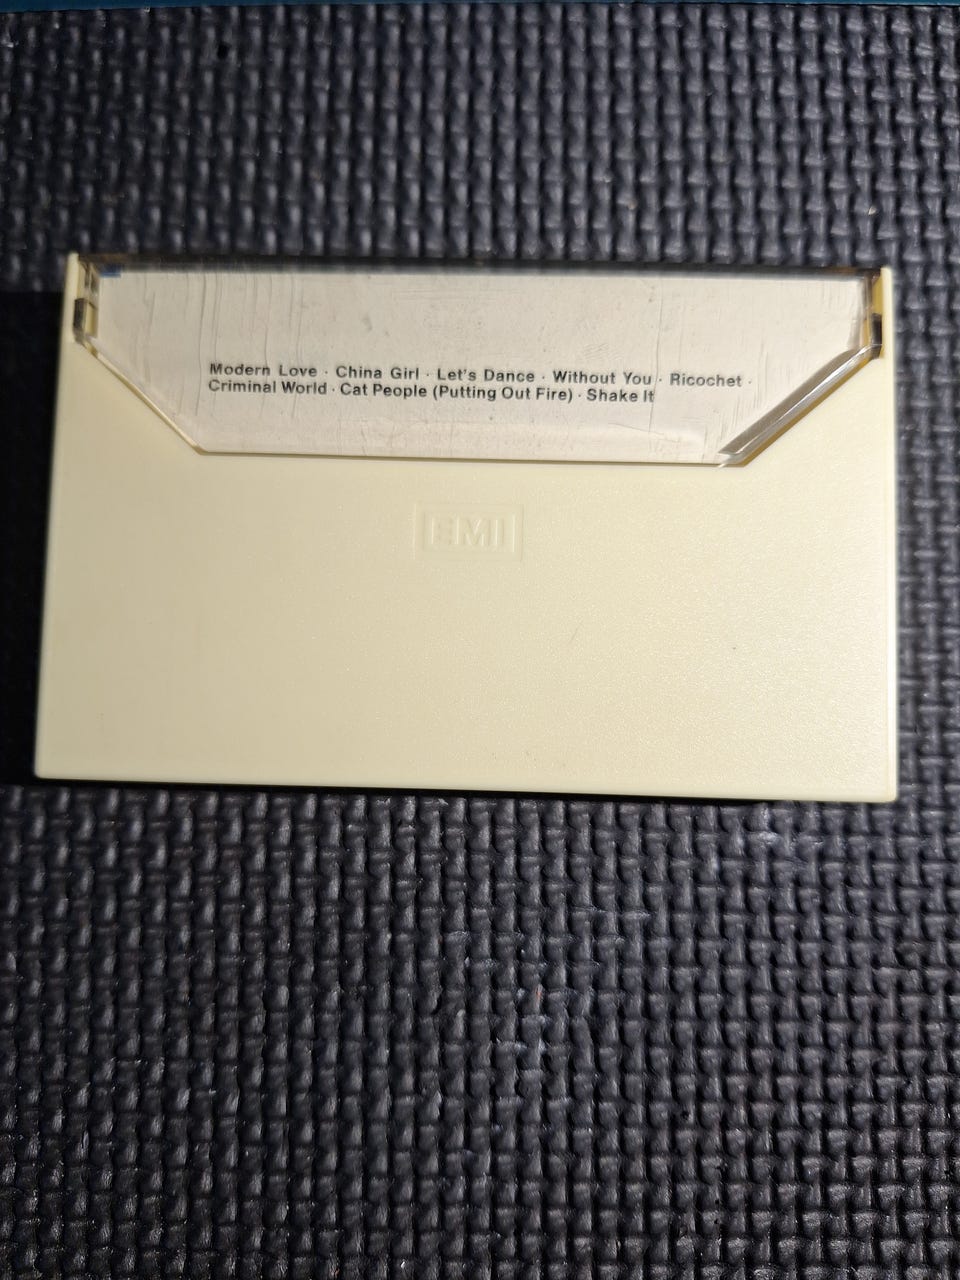 Modern Love · China Girl · Let's Dance · Without You · Ricochet ·
Criminal World · Cat People (Putting Out Fire) · Shake It
EMI